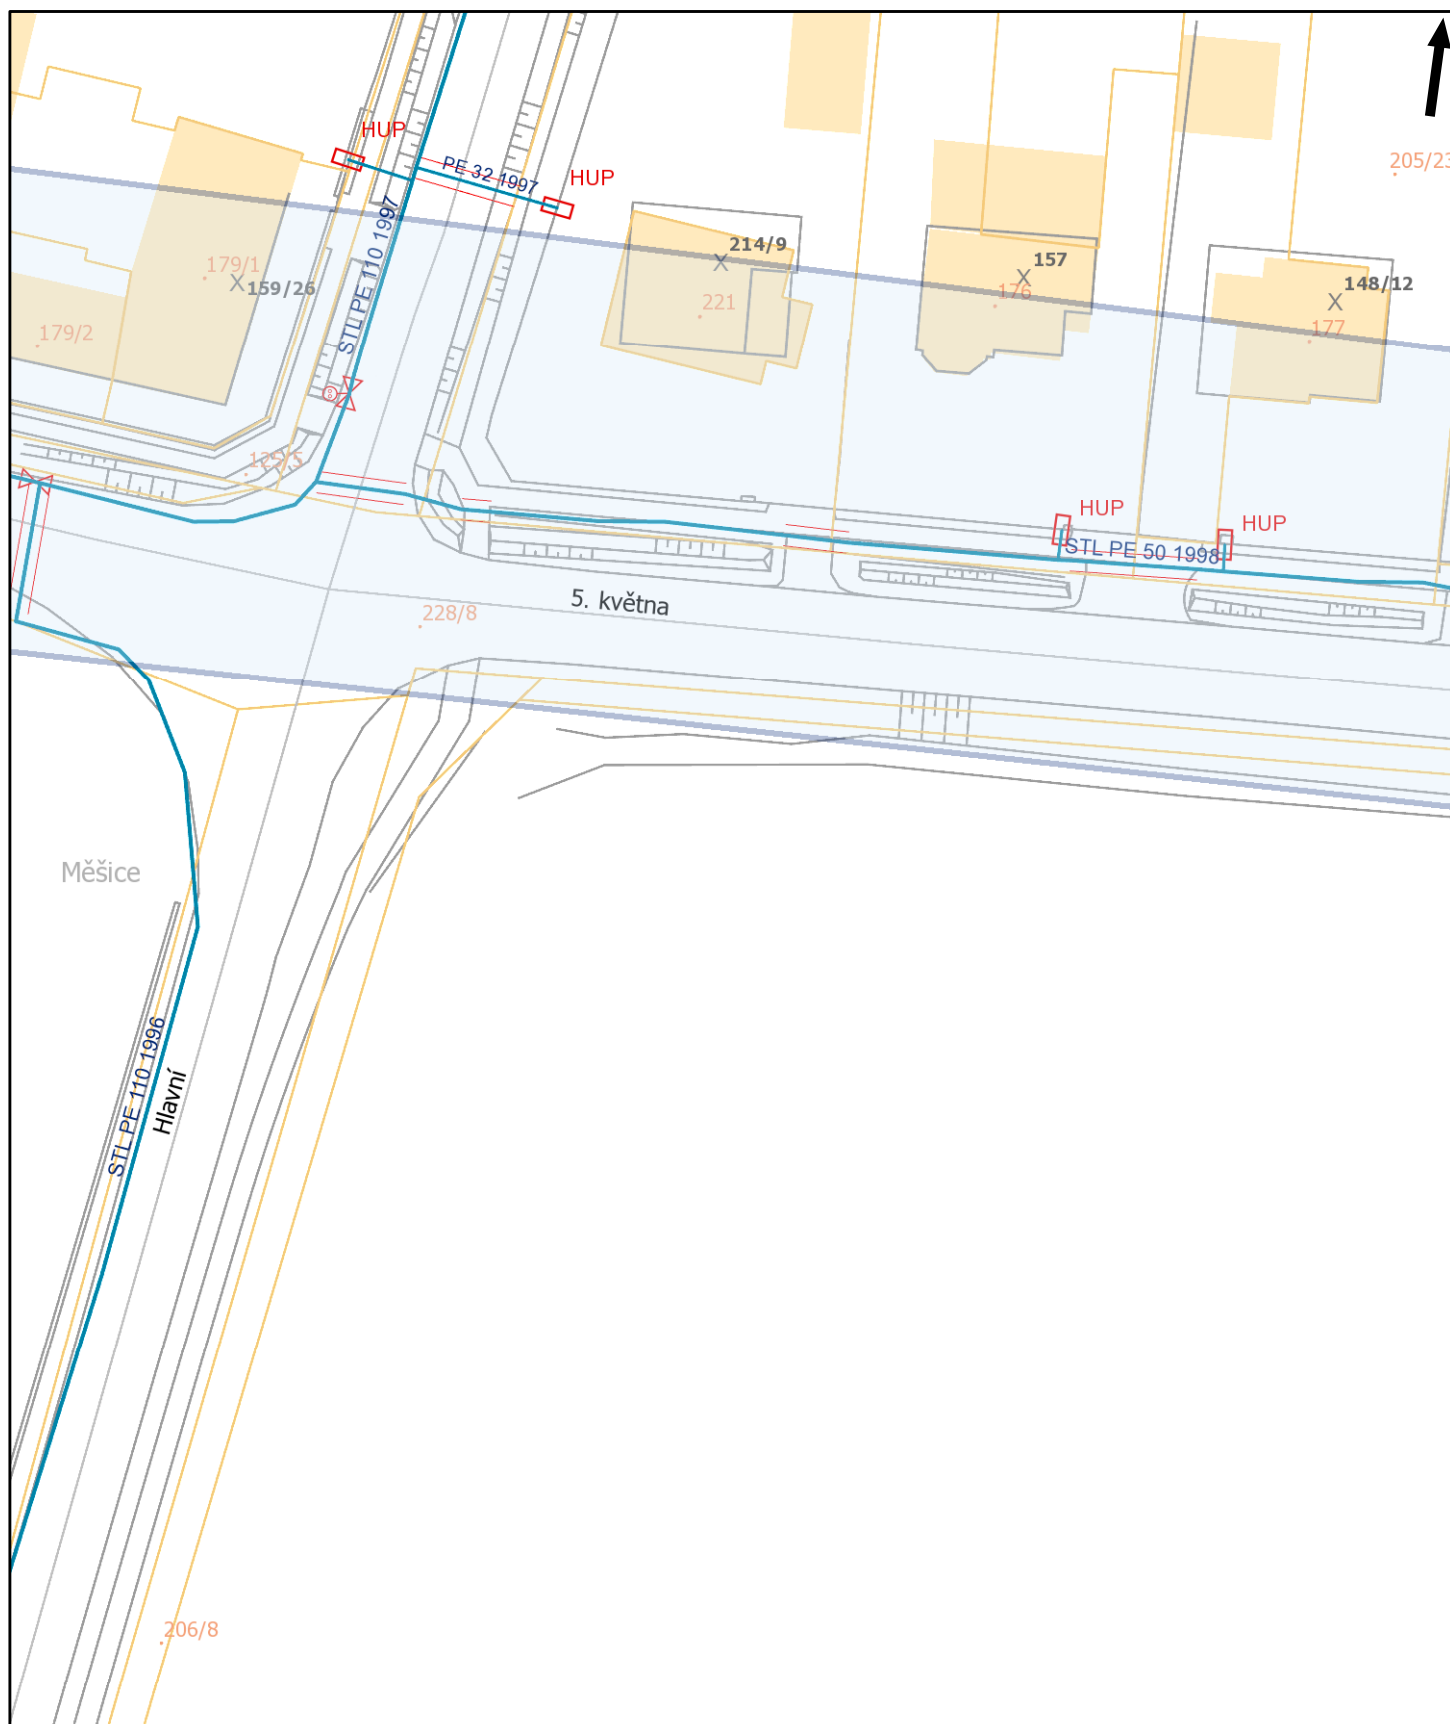 HUP
PE 32 1997
HUP
205/23
STL PE 110 1997
214/9
157
179/1
159/26
176
148/12
221
177
179/2
125/5
HUP
HUP
STL PE 50 1998
5. května
228/8
Měšice
STL PE 110 1996
Hlavní
206/8